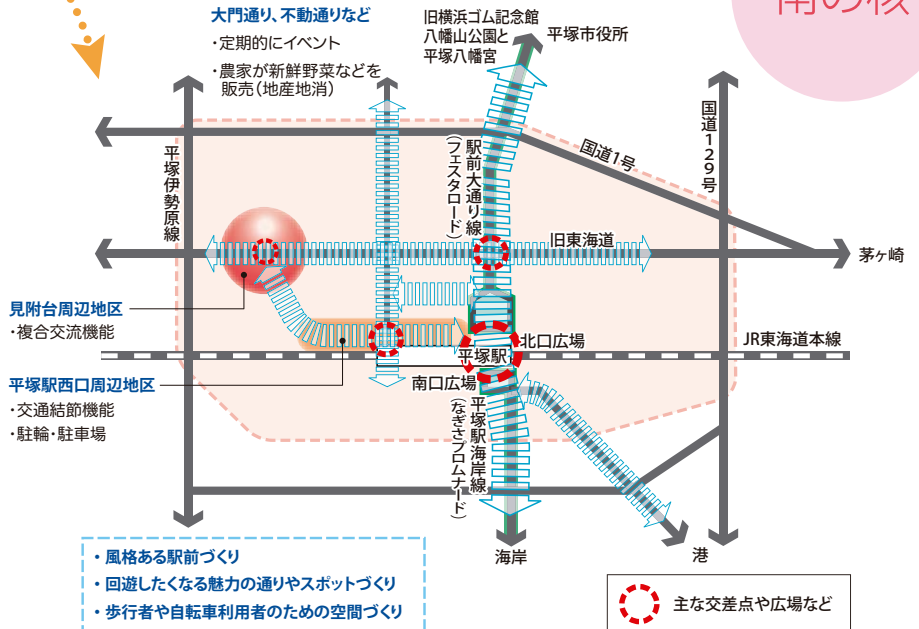 南の核
大門通り、不動通りなど
・定期的にイベント
・農家が新鮮野菜などを
販売（地産地消）
旧横浜ゴム記念館
八幡山公園と
平塚八幡宮
平塚市役所
国道129号
国道1号
平塚伊勢原線
駅前大通り線
（フェスタロード）
旧東海道
茅ヶ崎
見附台周辺地区
・複合交流機能
北口広場
JR東海道本線
平塚駅
平塚駅西口周辺地区
・交通結節機能
・駐輪・駐車場
南口広場
平塚駅海岸線
（なぎさプロムナード）
海岸
港
・風格ある駅前づくり
・回遊したくなる魅力の通りやスポットづくり
・歩行者や自転車利用者のための空間づくり
主な交差点や広場など